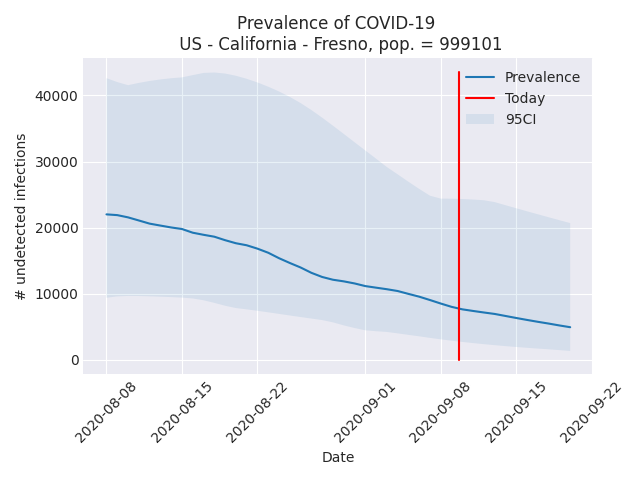 Prevalence of COVID-19
US - California - Fresno, pop. = 999101
Prevalence
Today
95CI
# undetected infections
40000
30000
20000
10000
0
2020-08-08
2020-08-15
2020-08-22
2020-09-01
2020-09-08
2020-09-15
2020-09-22
Date